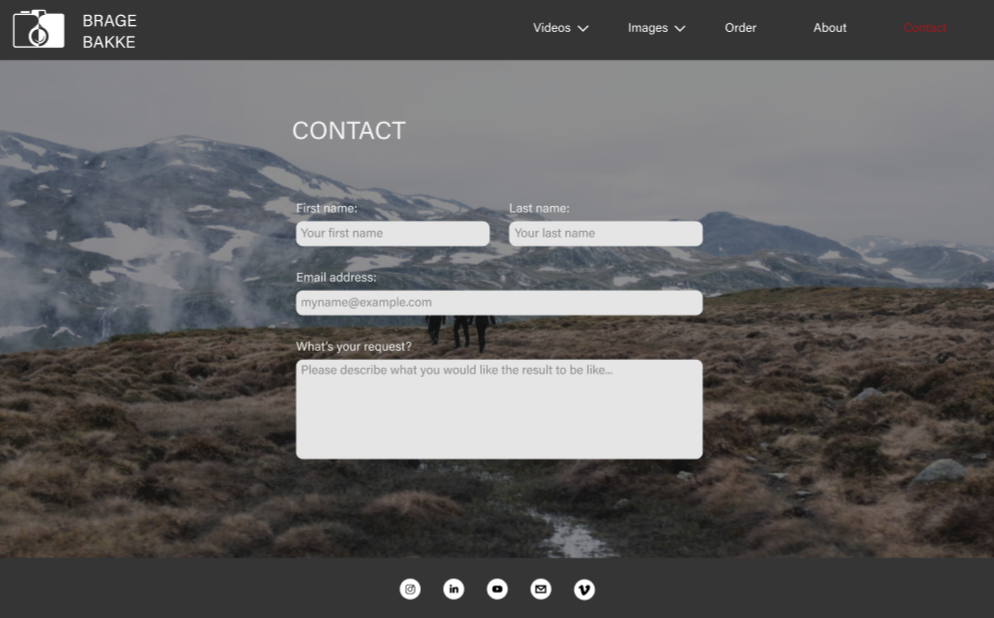 BRAGE
BAKKE
Videos
Images
Order
About
Contact
CONTACT
First name:
Last name:
Your first name
Your last name
Email address:
myname@example.com
What's your request?
Please describe what you would like the result to be like...
in